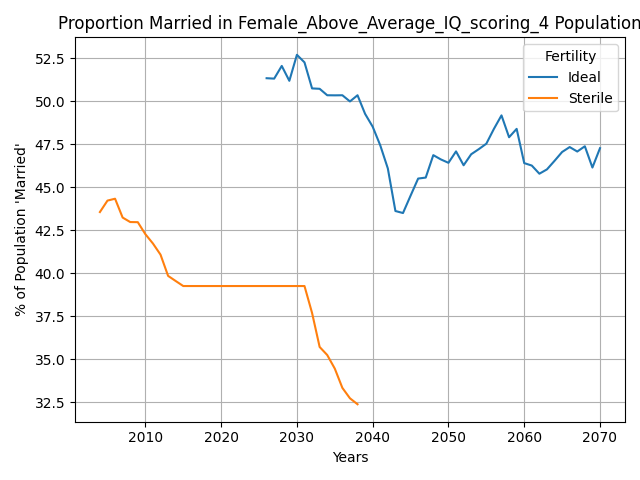 Proportion Married in Female_Above_Average_IQ_scoring_4 Population
Fertility
Ideal
Sterile
% of Population 'Married'
52.5
50.0
47.5
45.0
42.5
40.0
37.5
35.0
32.5
2010 2020 2030 2040 2050 2060 2070
Years